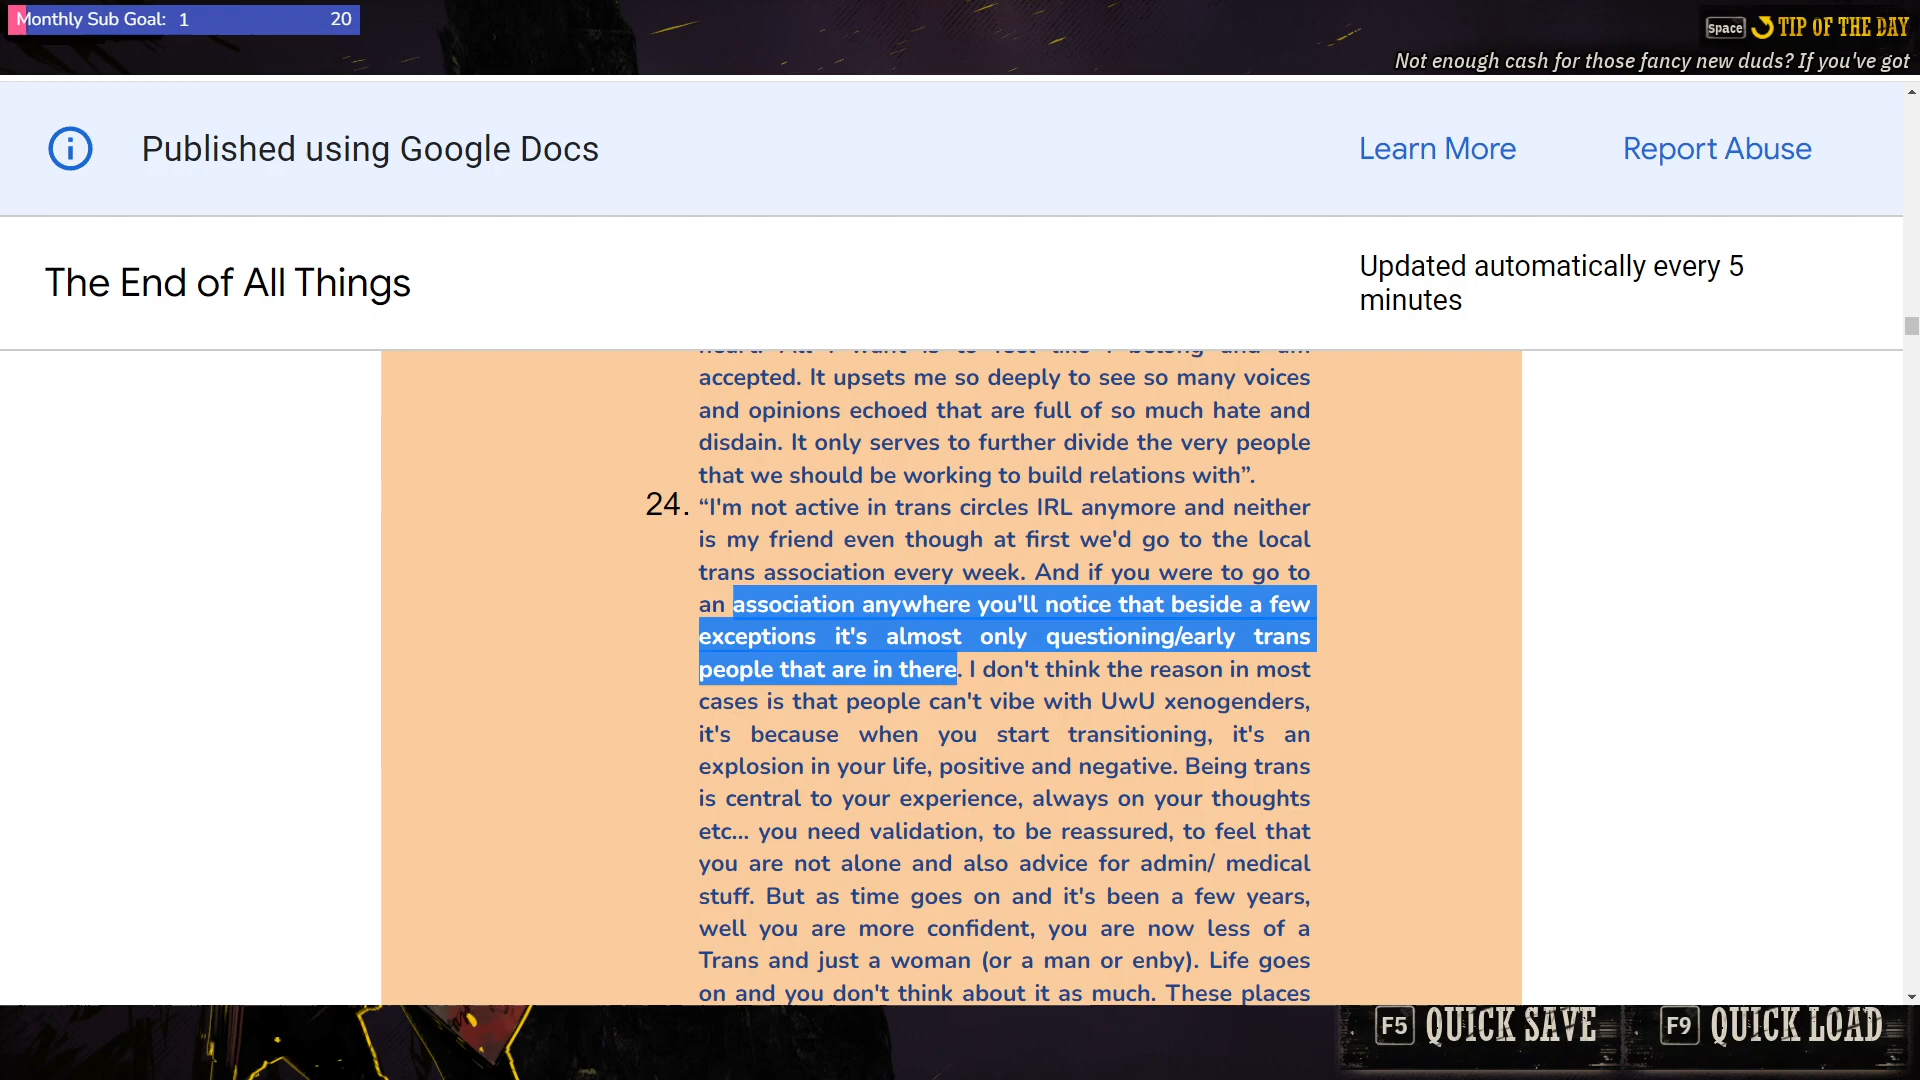 Monthly Sub Goal: 1 20
Space TIP OF THE DAY
Not enough cash for those fancy new duds? If you've got
Published using Google Docs
Learn More
Report Abuse
The End of All Things
Updated automatically every 5
minutes
heart. All I want is to feel like I belong and am
accepted. It upsets me so deeply to see so many voices
and opinions echoed that are full of so much hate and
disdain. It only serves to further divide the very people
that we should be working to build relations with”.
24. “I'm not active in trans circles IRL anymore and neither
is my friend even though at first we'd go to the local
trans association every week. And if you were to go to
an association anywhere you'll notice that beside a few
exceptions it's almost only questioning/early trans
people that are in there. I don't think the reason in most
cases is that people can't vibe with UwU xenogenders,
it's because when you start transitioning, it's an
explosion in your life, positive and negative. Being trans
is central to your experience, always on your thoughts
etc... you need validation, to be reassured, to feel that
you are not alone and also advice for admin/ medical
stuff. But as time goes on and it's been a few years,
well you are more confident, you are now less of a
Trans and just a woman (or a man or enby). Life goes
on and you don't think about it as much. These places
F5 QUICK SAVE
F9 QUICK LOAD